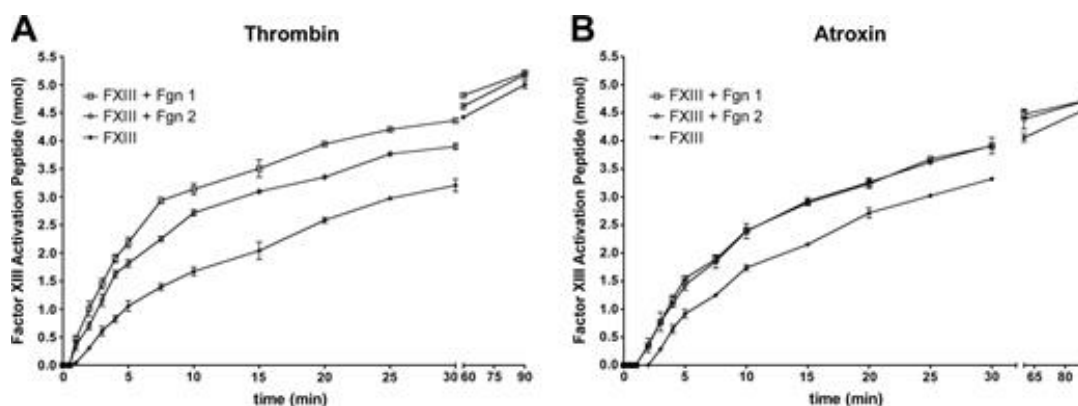 A
Thrombin
Factor XIII Activation Peptide (nmol)
5.5
5.0
4.5
4.0
3.5
3.0
2.5
2.0
1.5
1.0
0.5
0.0
FXIII + Fgn 1
FXIII + Fgn 2
FXIII
0 5 10 15 20 25 30 60 75 90
time (min)
B
Atroxin
Factor XIII Activation Peptide (nmol)
5.5
5.0
4.5
4.0
3.5
3.0
2.5
2.0
1.5
1.0
0.5
0.0
FXIII + Fgn 1
FXIII + Fgn 2
FXIII
0 5 10 15 20 25 30 65 80
time (min)